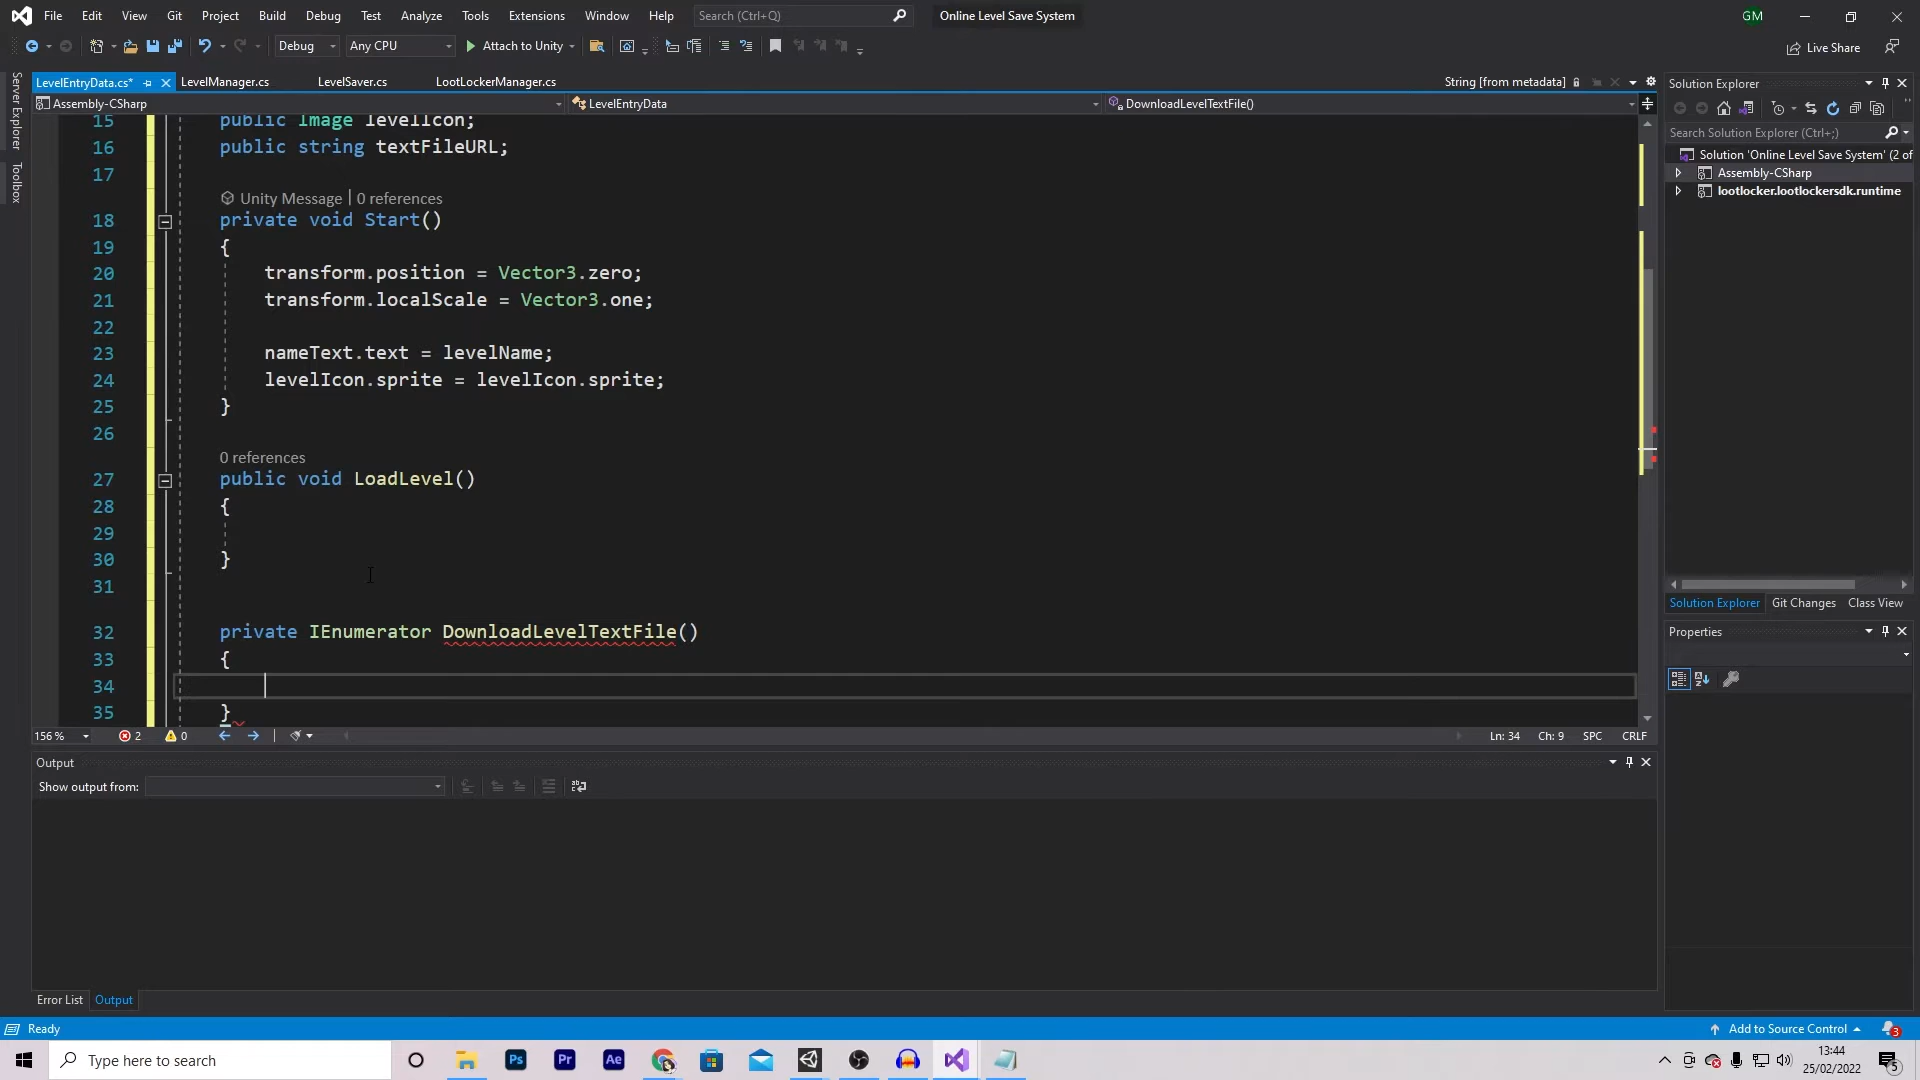 File Edit View Git Project Build Debug Test Analyze Tools Extensions Window Help Search (Ctrl+Q) Online Level Save System GM
Debug Any CPU Attach to Unity Live Share
LevelEntryData.cs* LevelManager.cs LevelSaver.cs LootLockerManager.cs String [from metadata]
Assembly-CSharp LevelEntryData DownloadLevelTextFile()
Server Explorer
Toolbox
15 public Image levelIcon;
16 public string textFileURL;
17
Unity Message | 0 references
18 private void Start()
19 {
20 transform.position = Vector3.zero;
21 transform.localScale = Vector3.one;
22
23 nameText.text = levelName;
24 levelIcon.sprite = levelIcon.sprite;
25 }
26
0 references
27 public void LoadLevel()
28 {
29
30 }
31
32 private IEnumerator DownloadLevelTextFile()
33 {
34
35 }
156 % 2 0 Ln: 34 Ch: 9 SPC CRLF
Output
Show output from:
Error List Output
Solution Explorer
Search Solution Explorer (Ctrl+;)
Solution 'Online Level Save System' (2 of
Assembly-CSharp
lootlocker.lootlockersdk.runtime
Solution Explorer Git Changes Class View
Properties
Ready Add to Source Control 3
Type here to search Ps Pr Ae
13:44
25/02/2022
5